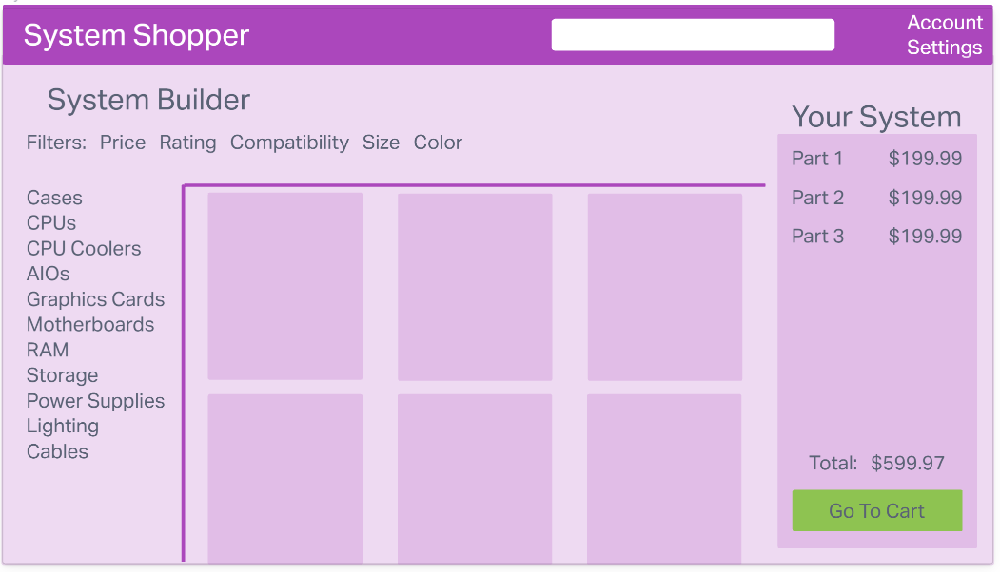 System Shopper
Account
Settings
System Builder
Filters: Price Rating Compatibility Size Color
Cases
CPUs
CPU Coolers
AIOs
Graphics Cards
Motherboards
RAM
Storage
Power Supplies
Lighting
Cables
Your System
Part 1 $199.99
Part 2 $199.99
Part 3 $199.99
Total: $599.97
Go To Cart